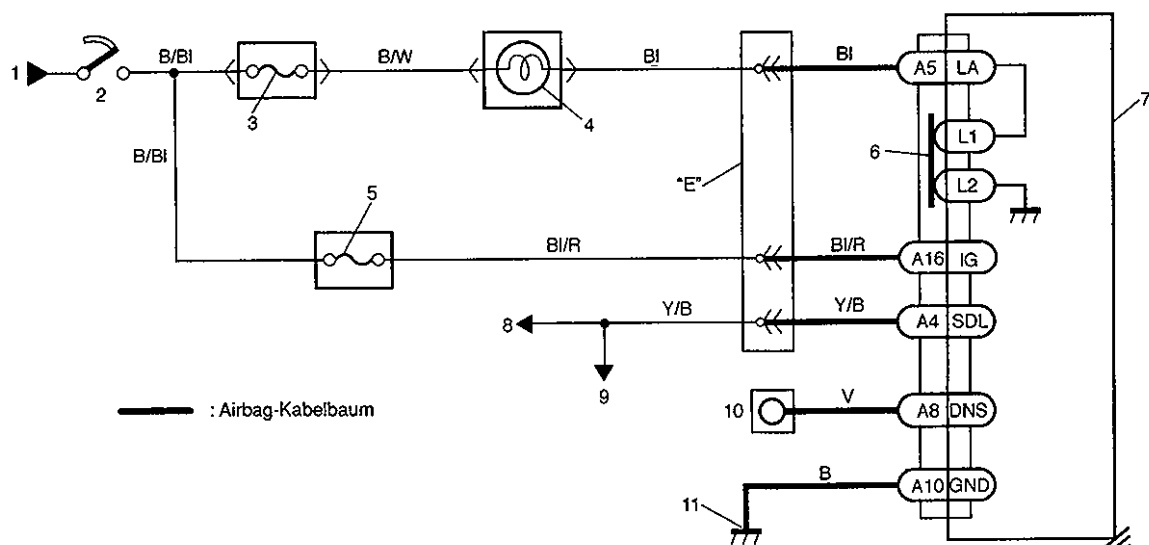 B/Bl B/W Bl Bl A5 LA
1 2 3 4 7
L1
6
B/Bl "E" L2
5
Bl/R Bl/R A16 IG
Y/B Y/B
8 A4 SDL
9
: Airbag-Kabelbaum
10 V A8 DNS
B A10 GND
11